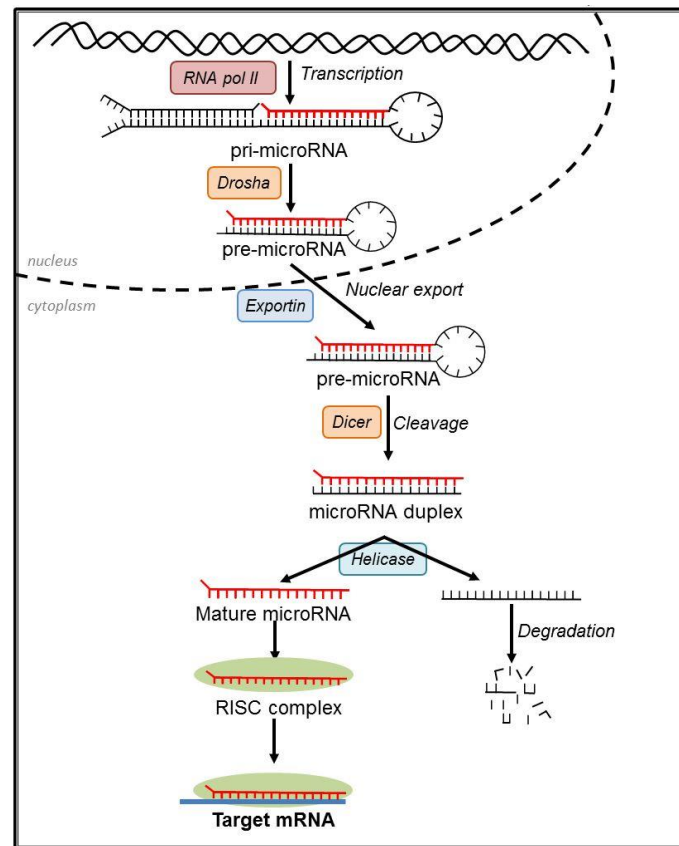 RNA pol II
Transcription
pri-microRNA
Drosha
pre-microRNA
nucleus
cytoplasm
Exportin
Nuclear export
pre-microRNA
Dicer
Cleavage
microRNA duplex
Helicase
Mature microRNA
Degradation
RISC complex
Target mRNA